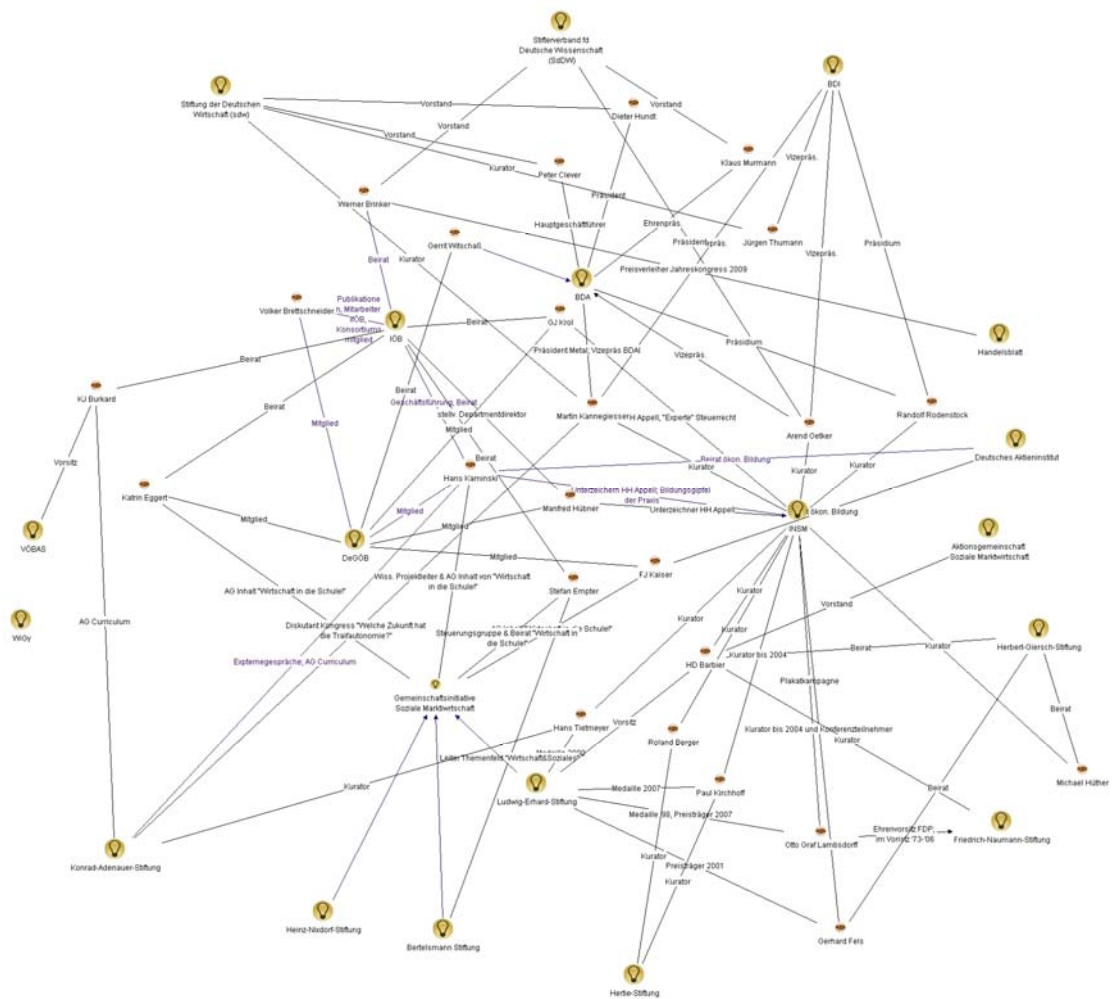 Stifterverband fd
Deutsche Wissenschaft
(SdDW)
BDI
Stiftung der Deutschen
Wirtschaft (sdw)
Vorstand
Vorstand
Dieter Hundt
Vorstand
Vorstand
Klaus Murmann
Vizepräs.
Kurator
Peter Clever
Präsident
Werner Brinker
Hauptgeschäftführer
Ehrenpräs.
Jürgen Thumann
Gerrit Witschaß
Präsident
präs.
Präsidium
Vizepräs.
Kurator
Beirat
Preisverleiher Jahreskongress 2009
BDA
Publikatione
n, Mitarbeiter
IÖB,
Konsortiums
mitglied
Volker Brettschneider
GJ Krol
Beirat
IÖB
Handelsblatt
Präsident Metal, Vizepräs BDA
Präsidium
Vizepräs.
Beirat
KJ Burkard
Beirat
Geschäftsführung, Beirat
stellv. Departmentdirektor
Martin Kannegiesser
H Appell, "Experte" Steuerrecht
Randolf Rodenstock
Beirat
Mitglied
Mitglied
Arend Oetker
Deutsches Aktieninstitut
Vorsitz
Beirat
Beirat ökon. Bildung
Kurator
Kurator
Kurator
Hans Kaminski
Katrin Eggert
Unterzeichern HH Appell; Bildungsgipfel
der Praxis
Manfred Hübner
Unterzeichner HH Appell
ökon. Bildung
INSM
Mitglied
Mitglied
Mitglied
VÖBAS
DeGÖB
Aktionsgemeinschaft
Soziale Marktwirtschaft
Mitglied
FJ Kaiser
Wiss. Projektleiter & AG Inhalt von "Wirtschaft
in die Schule!"
Stefan Empter
AG Inhalt "Wirtschaft in die Schule!"
Kurator
Vorstand
WiGy
AG Curriculum
Diskutant Kongress "Welche Zukunft hat
die Traifautonomie?"
Steuerungsgruppe & Beirat "Wirtschaft in
die Schule!"
Kurator
Kurator
Herbert-Giersch-Stiftung
Beirat
Kurator
HD Barbier
Kurator bis 2004
Experternegespräche, AG Curriculum
Plakatkampagne
Gemeinschaftsinitiative
Soziale Marktwirtschaft
Beirat
Hans Tietmeyer
Vorsitz
Roland Berger
Kurator bis 2004 und Konferenzteilnehmer
Kurator
Leiter Themenfeld "Wirtschaft&Soziales"
Michael Hüther
Kurator
Ludwig-Erhard-Stiftung
Medaille 2007
Paul Kirchhoff
Beirat
Medaille '98, Preisträger 2007
Otto Graf Lambsdorff
Ehrenvorsitz FDP;
im Vorsitz '73-'06
Friedrich-Naumann-Stiftung
Konrad-Adenauer-Stiftung
Kurator
Preisträger 2001
Kurator
Heinz-Nixdorf-Stiftung
Bertelsmann Stiftung
Gerhard Fels
Hertie-Stiftung